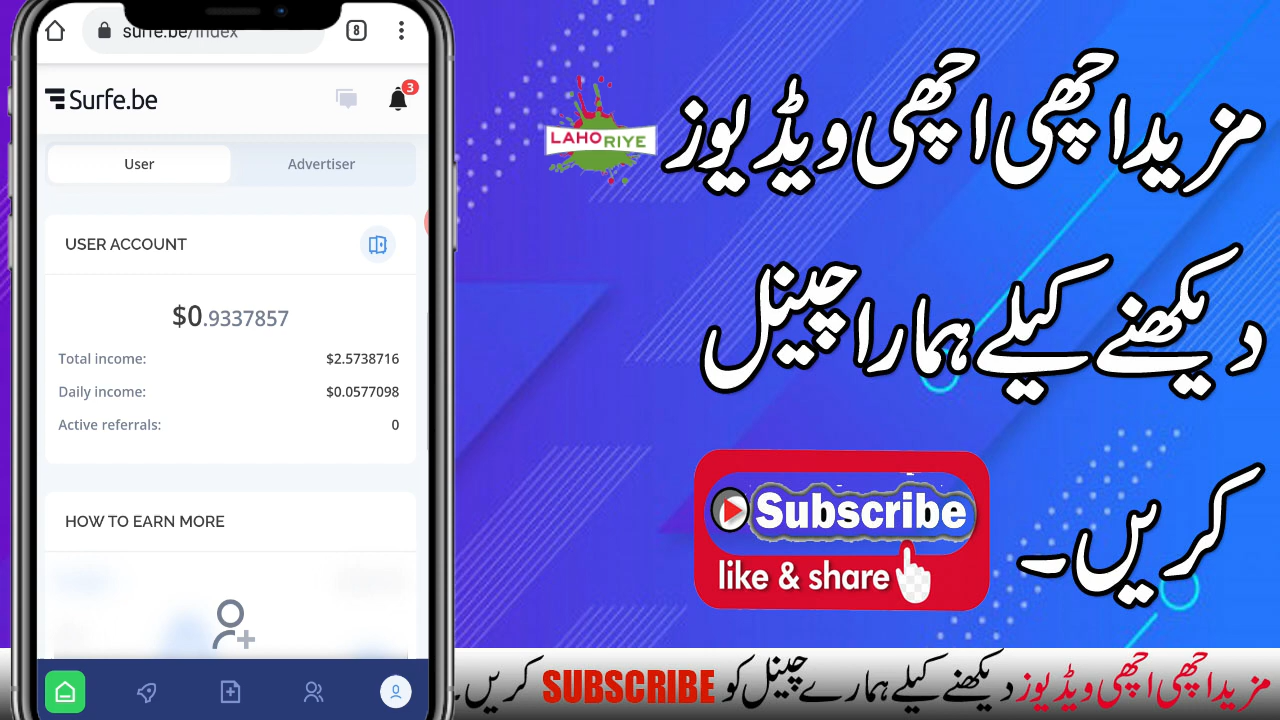 surfe.be/index
8
Surfe.be
3
User
Advertiser
USER ACCOUNT
$0.9337857
Total income: $2.5738716
Daily income: $0.0577098
Active referrals: 0
HOW TO EARN MORE
LAHORIYE
مزید اچھی اچھی ویڈیوز
دیکھنے کیلے ہمارا چینل
کریں۔
Subscribe
like & share
مزید اچھی اچھی ویڈیوز دیکھنے کیلے ہمارے چینل کو SUBSCRIBE کریں۔